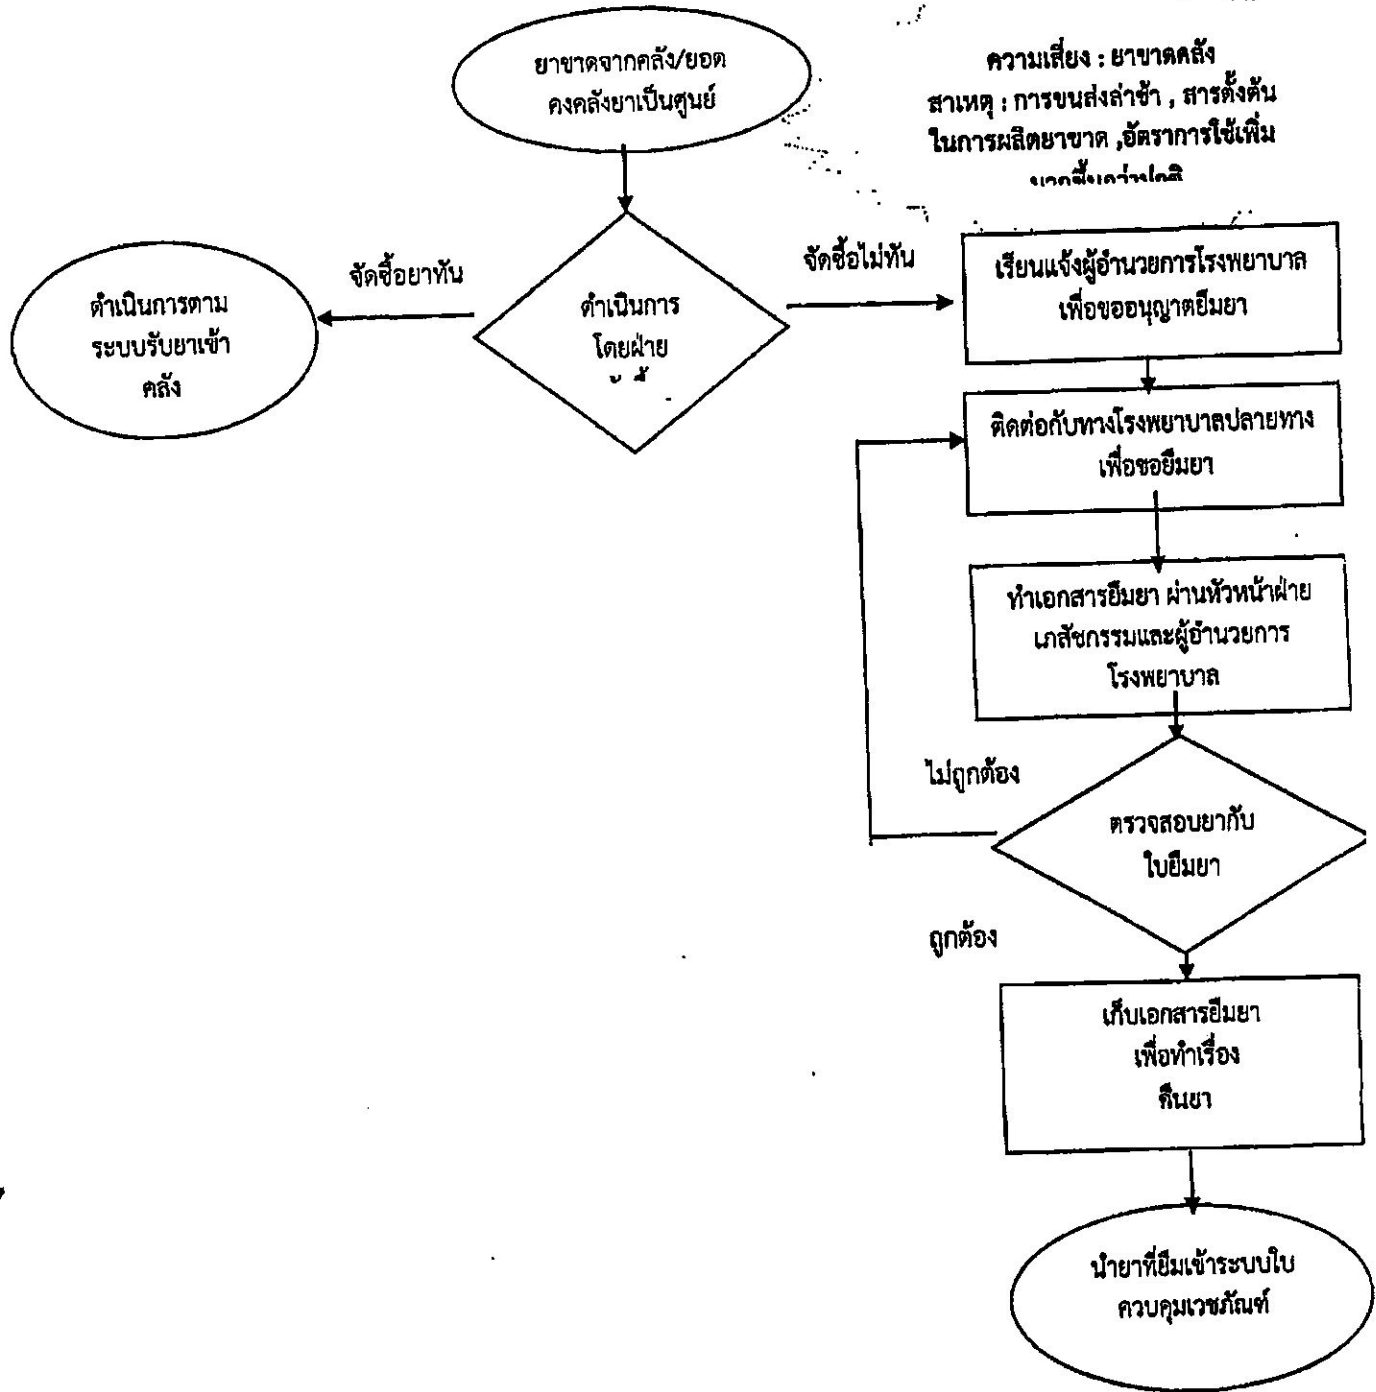 ยาขาดจากคลัง/ยอด
คงคลังยาเป็นศูนย์
ความเสี่ยง : ยาขาดคลัง
สาเหตุ : การขนส่งล่าช้า , สารตั้งต้น
ในการผลิตยาขาด ,อัตราการใช้เพิ่ม
จัดซื้อยาทัน
จัดซื้อไม่ทัน
ดำเนินการตาม
ระบบรับยาเข้า
คลัง
ดำเนินการ
โดยฝ่าย
เรียนแจ้งผู้อำนวยการโรงพยาบาล
เพื่อขออนุญาตยืมยา
ติดต่อกับทางโรงพยาบาลปลายทาง
เพื่อขอยืมยา
ทำเอกสารยืมยา ผ่านหัวหน้าฝ่าย
เภสัชกรรมและผู้อำนวยการ
โรงพยาบาล
ไม่ถูกต้อง
ตรวจสอบยากับ
ใบยืมยา
ถูกต้อง
เก็บเอกสารยืมยา
เพื่อทำเรื่อง
คืนยา
นำยาที่ยืมเข้าระบบใบ
ควบคุมเวชภัณฑ์